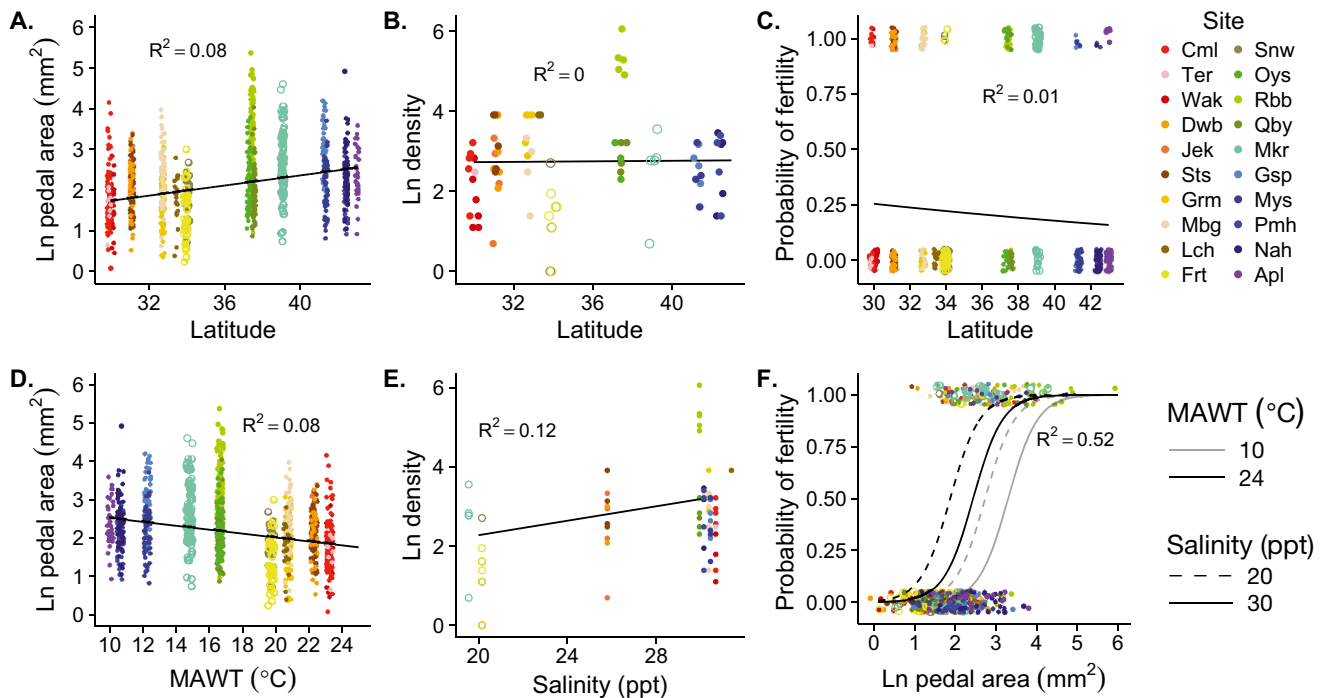 A.
Ln pedal area (mm²)
6
5
4
3
2
1
0
R² = 0.08
32
36
40
Latitude
B.
Ln density
6
4
2
0
R² = 0
32
36
40
Latitude
C.
Probability of fertility
1.00
0.75
0.50
0.25
0.00
R² = 0.01
30 32 34 36 38 40 42
Latitude
Site
Cml Snw
Ter Oys
Wak Rbb
Dwb Qby
Jek Mkr
Sts Gsp
Grm Mys
Mbg Pmh
Lch Nah
Frt Apl
D.
Ln pedal area (mm²)
6
5
4
3
2
1
0
R² = 0.08
10 12 14 16 18 20 22 24
MAWT (°C)
E.
Ln density
6
4
2
0
R² = 0.12
20
24
28
Salinity (ppt)
F.
Probability of fertility
1.00
0.75
0.50
0.25
0.00
R² = 0.52
0 1 2 3 4 5 6
Ln pedal area (mm²)
MAWT (°C)
10
24
Salinity (ppt)
20
30